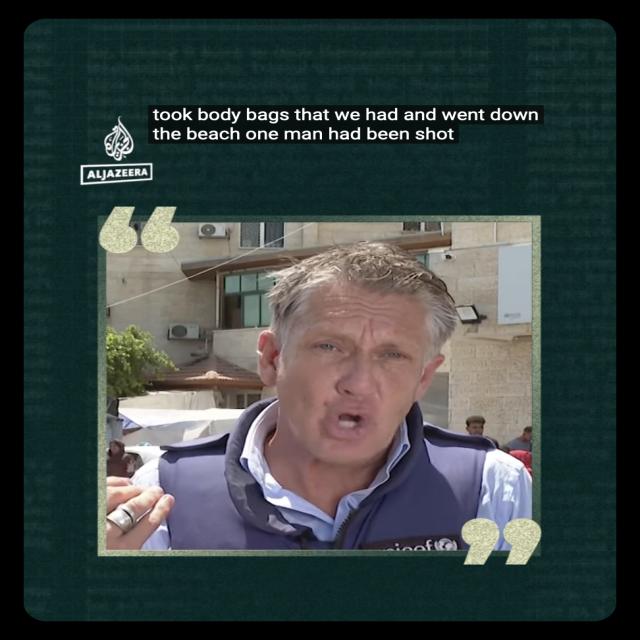 took body bags that we had and went down
the beach one man had been shot
ALJAZEERA
unicef